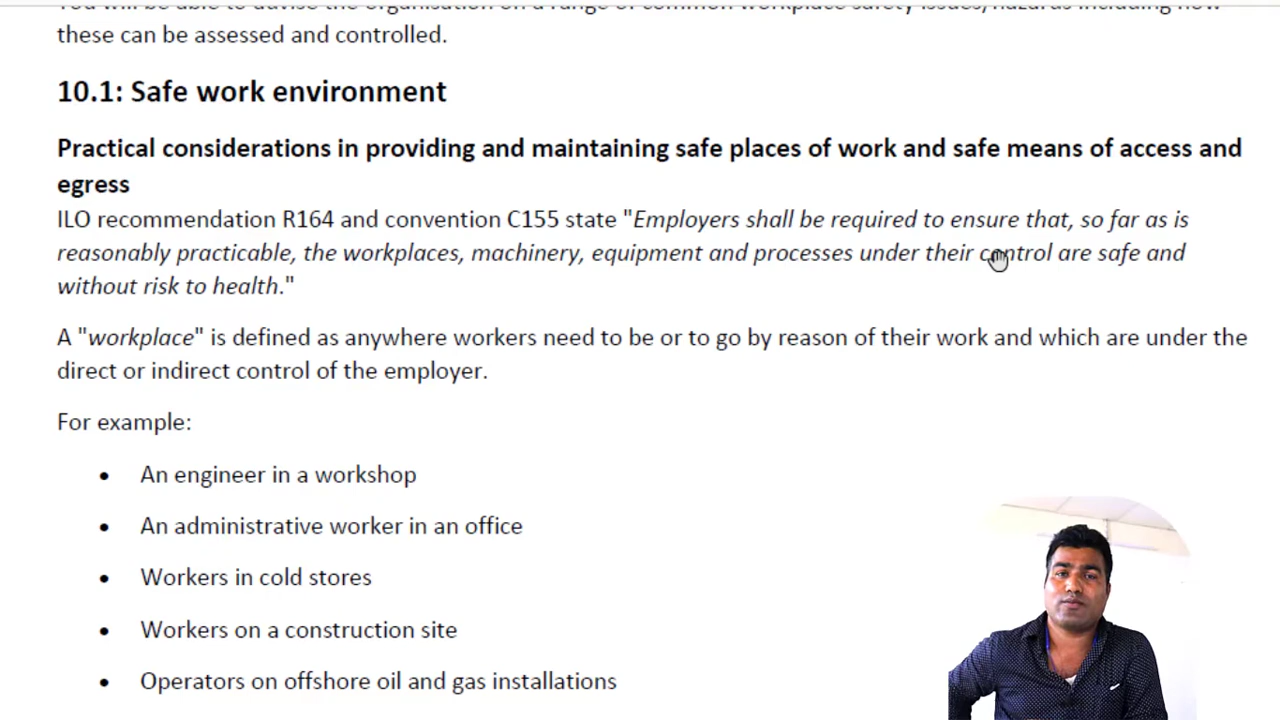 these can be assessed and controlled.
10.1: Safe work environment
Practical considerations in providing and maintaining safe places of work and safe means of access and
egress
ILO recommendation R164 and convention C155 state "Employers shall be required to ensure that, so far as is
reasonably practicable, the workplaces, machinery, equipment and processes under their control are safe and
without risk to health."
A "workplace" is defined as anywhere workers need to be or to go by reason of their work and which are under the
direct or indirect control of the employer.
For example:
• An engineer in a workshop
• An administrative worker in an office
• Workers in cold stores
• Workers on a construction site
• Operators on offshore oil and gas installations